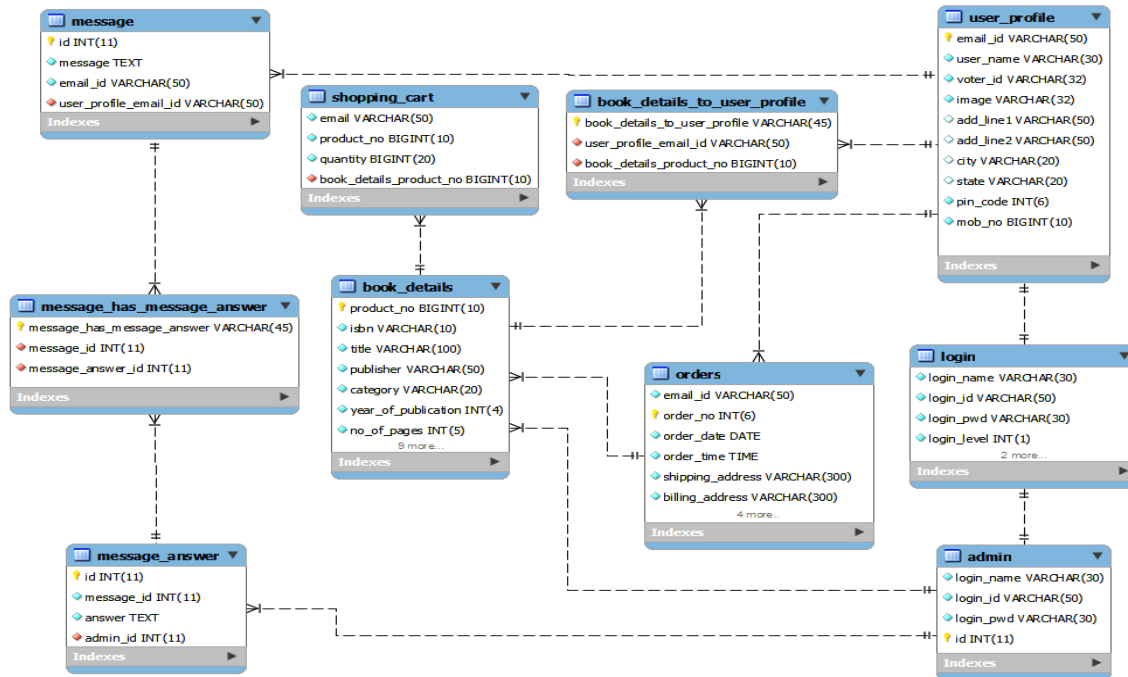 message
id INT(11)
message TEXT
email_id VARCHAR(50)
user_profile_email_id VARCHAR(50)
Indexes
shopping_cart
email VARCHAR(50)
product_no BIGINT(10)
quantity BIGINT(20)
book_details_product_no BIGINT(10)
Indexes
book_details_to_user_profile
book_details_to_user_profile VARCHAR(45)
user_profile_email_id VARCHAR(50)
book_details_product_no BIGINT(10)
Indexes
user_profile
email_id VARCHAR(50)
user_name VARCHAR(30)
voter_id VARCHAR(32)
image VARCHAR(32)
add_line1 VARCHAR(50)
add_line2 VARCHAR(50)
city VARCHAR(20)
state VARCHAR(20)
pin_code INT(6)
mob_no BIGINT(10)
Indexes
message_has_message_answer
message_has_message_answer VARCHAR(45)
message_id INT(11)
message_answer_id INT(11)
Indexes
book_details
product_no BIGINT(10)
isbn VARCHAR(10)
title VARCHAR(100)
publisher VARCHAR(50)
category VARCHAR(20)
year_of_publication INT(4)
no_of_pages INT(5)
9 more...
Indexes
orders
email_id VARCHAR(50)
order_no INT(6)
order_date DATE
order_time TIME
shipping_address VARCHAR(300)
billing_address VARCHAR(300)
4 more...
Indexes
login
login_name VARCHAR(30)
login_id VARCHAR(50)
login_pwd VARCHAR(30)
login_level INT(1)
2 more...
Indexes
message_answer
id INT(11)
message_id INT(11)
answer TEXT
admin_id INT(11)
Indexes
admin
login_name VARCHAR(30)
login_id VARCHAR(50)
login_pwd VARCHAR(30)
id INT(11)
Indexes